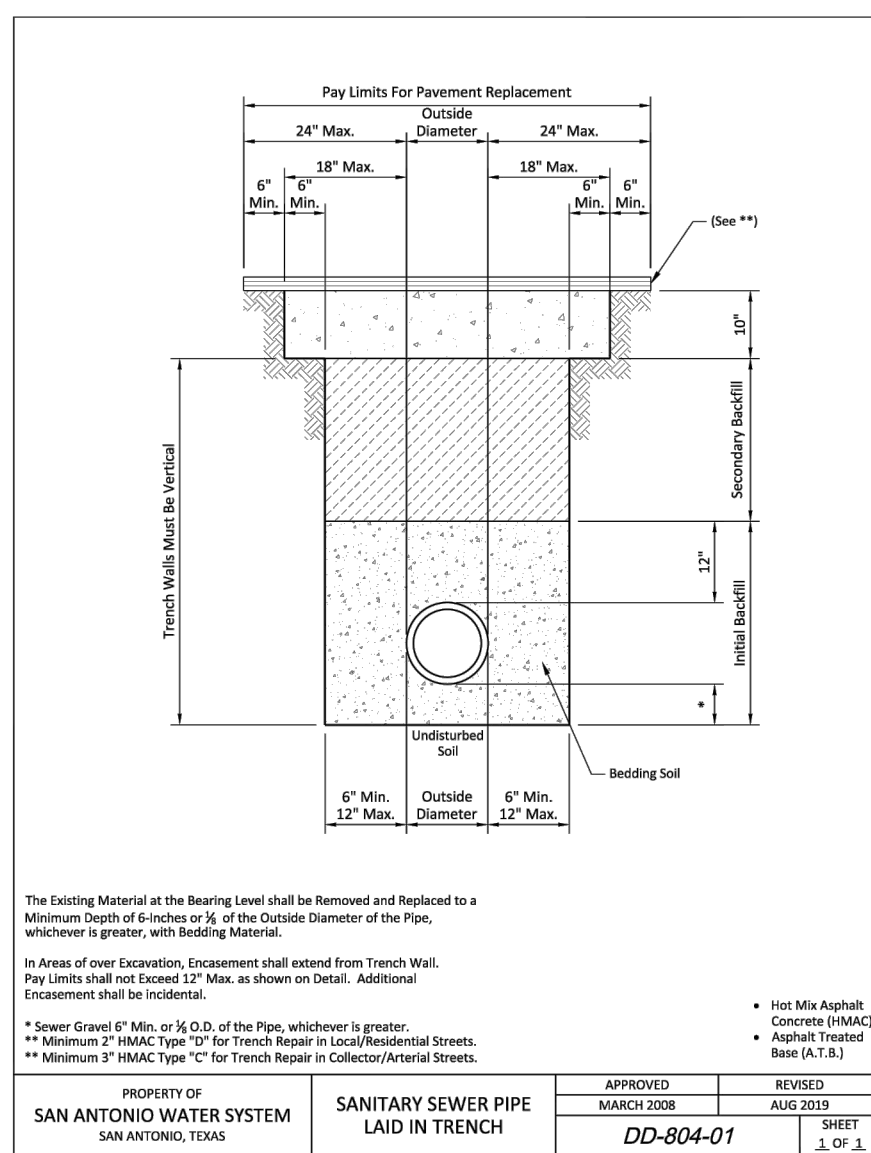 Pay Limits For Pavement Replacement
Outside
24" Max. Diameter 24" Max.
18" Max. 18" Max.
6" 6" 6" 6"
Min. Min. Min. Min.
(See **)
10"
Secondary Backfill
Trench Walls Must Be Vertical
12"
Initial Backfill
*
Undisturbed
Soil
Bedding Soil
6" Min. Outside 6" Min.
12" Max. Diameter 12" Max.
The Existing Material at the Bearing Level shall be Removed and Replaced to a
Minimum Depth of 6-Inches or ⅛ of the Outside Diameter of the Pipe,
whichever is greater, with Bedding Material.
In Areas of over Excavation, Encasement shall extend from Trench Wall.
Pay Limits shall not Exceed 12" Max. as shown on Detail. Additional
Encasement shall be incidental.
* Sewer Gravel 6" Min. or ⅛ O.D. of the Pipe, whichever is greater.
** Minimum 2" HMAC Type "D" for Trench Repair in Local/Residential Streets.
** Minimum 3" HMAC Type "C" for Trench Repair in Collector/Arterial Streets.
• Hot Mix Asphalt
Concrete (HMAC)
• Asphalt Treated
Base (A.T.B.)
PROPERTY OF
SAN ANTONIO WATER SYSTEM
SAN ANTONIO, TEXAS
SANITARY SEWER PIPE
LAID IN TRENCH
APPROVED REVISED
MARCH 2008 AUG 2019
DD-804-01
SHEET
1 OF 1